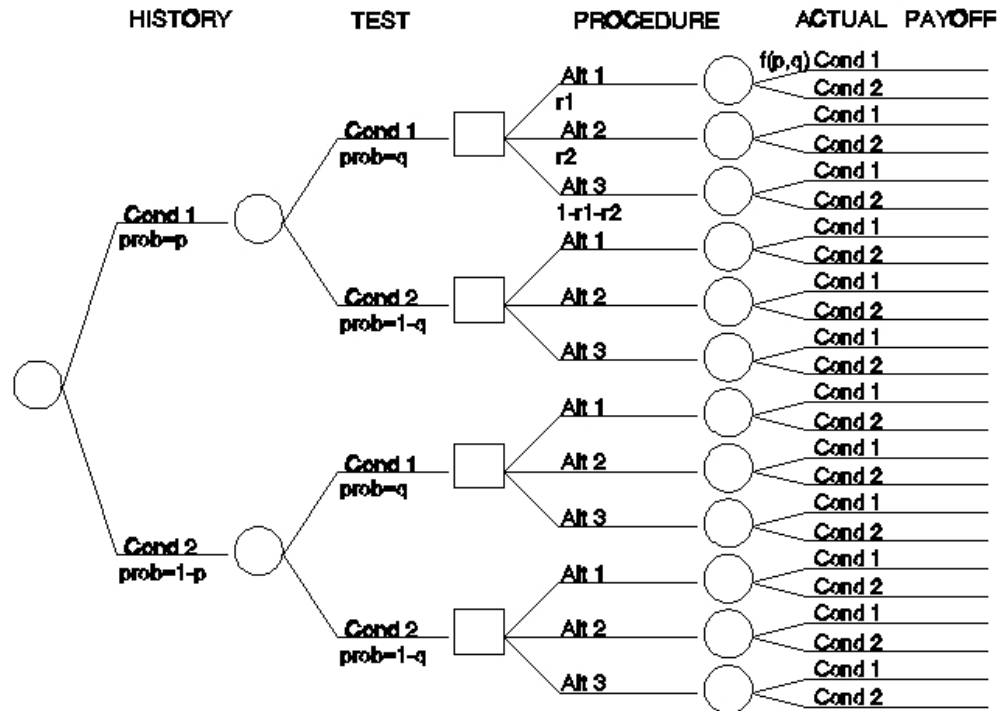 HISTORY TEST PROCEDURE ACTUAL PAYOFF
f(p,q) Cond 1
Alt 1
Cond 2
r1
Cond 1
Cond 1 Alt 2
Cond 2
prob=q r2
Cond 1
Alt 3
Cond 2
Cond 1 1-r1-r2
prob=p
Cond 1
Alt 1
Cond 2
Cond 1
Cond 2 Alt 2
Cond 2
prob=1-q
Cond 1
Alt 3
Cond 2
Cond 1
Alt 1
Cond 2
Cond 1
Cond 1 Alt 2
Cond 2
prob=q
Cond 1
Alt 3
Cond 2
Cond 2
prob=1-p
Cond 1
Alt 1
Cond 2
Cond 1
Cond 2 Alt 2
Cond 2
prob=1-q
Cond 1
Alt 3
Cond 2